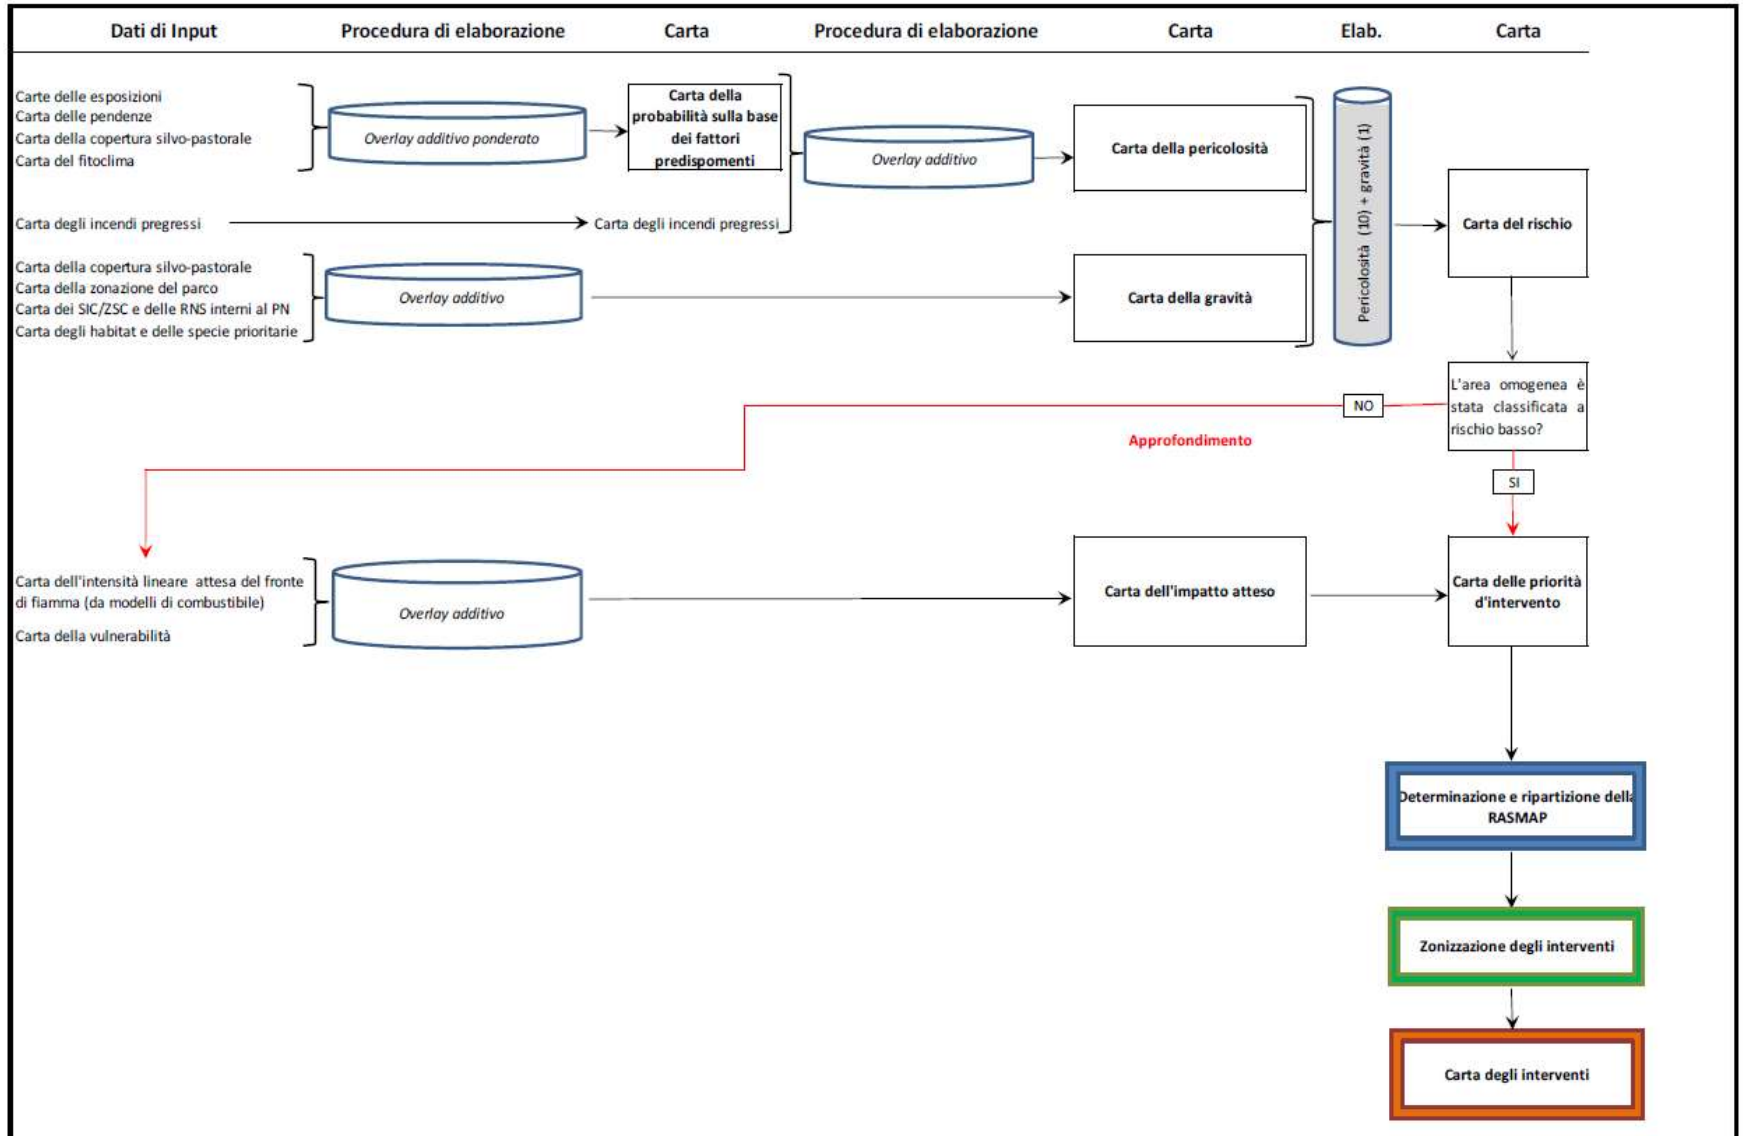 Dati di Input
Procedura di elaborazione
Carta
Procedura di elaborazione
Carta
Elab.
Carta
Carte delle esposizioni
Carta delle pendenze
Carta della copertura silvo-pastorale
Carta del fitoclima
Overlay additivo ponderato
Carta della
probabilità sulla base
dei fattori
predispomenti
Overlay additivo
Carta della pericolosità
Pericolosità (10) + gravità (1)
Carta degli incendi pregressi
Carta degli incendi pregressi
Carta del rischio
Carta della copertura silvo-pastorale
Carta della zonazione del parco
Carta dei SIC/ZSC e delle RNS interni al PN
Carta degli habitat e delle specie prioritarie
Overlay additivo
Carta della gravità
L'area omogenea è
stata classificata a
rischio basso?
NO
Approfondimento
SI
Carta dell'intensità lineare attesa del fronte
di fiamma (da modelli di combustibile)
Carta della vulnerabilità
Overlay additivo
Carta dell'impatto atteso
Carta delle priorità
d'intervento
Determinazione e ripartizione della
RASMAP
Zonizzazione degli interventi
Carta degli interventi